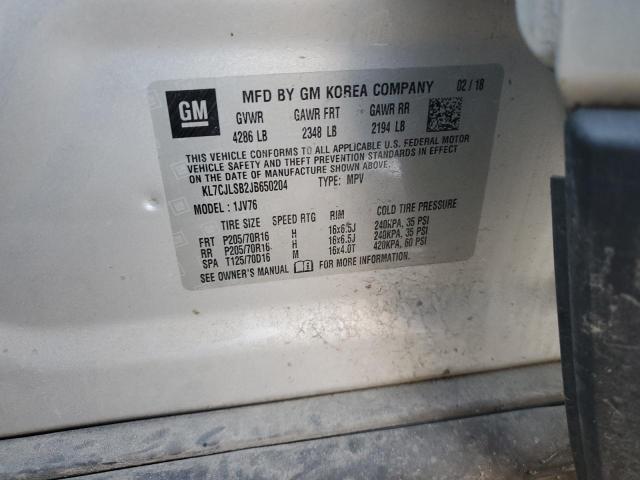 GM
MFD BY GM KOREA COMPANY 02/18
GVWR GAWR FRT GAWR RR
4286 LB 2348 LB 2194 LB
THIS VEHICLE CONFORMS TO ALL APPLICABLE U.S. FEDERAL MOTOR
VEHICLE SAFETY AND THEFT PREVENTION STANDARDS IN EFFECT
ON THE DATE OF MANUFACTURE SHOWN ABOVE.
KL7CJLSB2JB650204 TYPE: MPV
MODEL: 1JV76
TIRE SIZE SPEED RTG RIM COLD TIRE PRESSURE
FRT P205/70R16 H 16x6.5J 240KPA, 35 PSI
RR P205/70R16 H 16x6.5J 240KPA, 35 PSI
SPA T125/70D16 M 16x4.0T 420KPA, 60 PSI
SEE OWNER'S MANUAL FOR MORE INFORMATION.